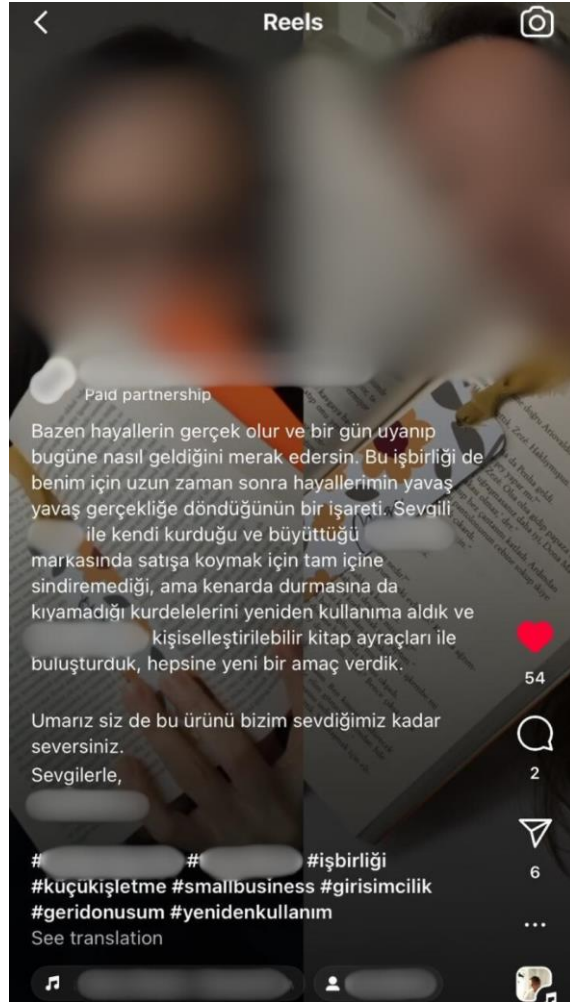 Reels
Paid partnership
Bazen hayallerin gerçek olur ve bir gün uyanıp
bugüne nasıl geldiğini merak edersin. Bu işbirliği de
benim için uzun zaman sonra hayallerimin yavaş
yavaş gerçekliğe döndüğünün bir işareti. Sevgili
ile kendi kurduğu ve büyüttüğü
markasında satışa koymak için tam içine
sindiremediği, ama kenarda durmasına da
kıyamadığı kurdelelerini yeniden kullanıma aldık ve
kişiselleştirilebilir kitap ayraçları ile
buluşturduk, hepsine yeni bir amaç verdik.
Umarız siz de bu ürünü bizim sevdiğimiz kadar
seversiniz.
Sevgilerle,
# # #işbirliği
#küçükişletme #smallbusiness #girisimcilik
#geridonusum #yenidenkullanım
See translation
54
2
6